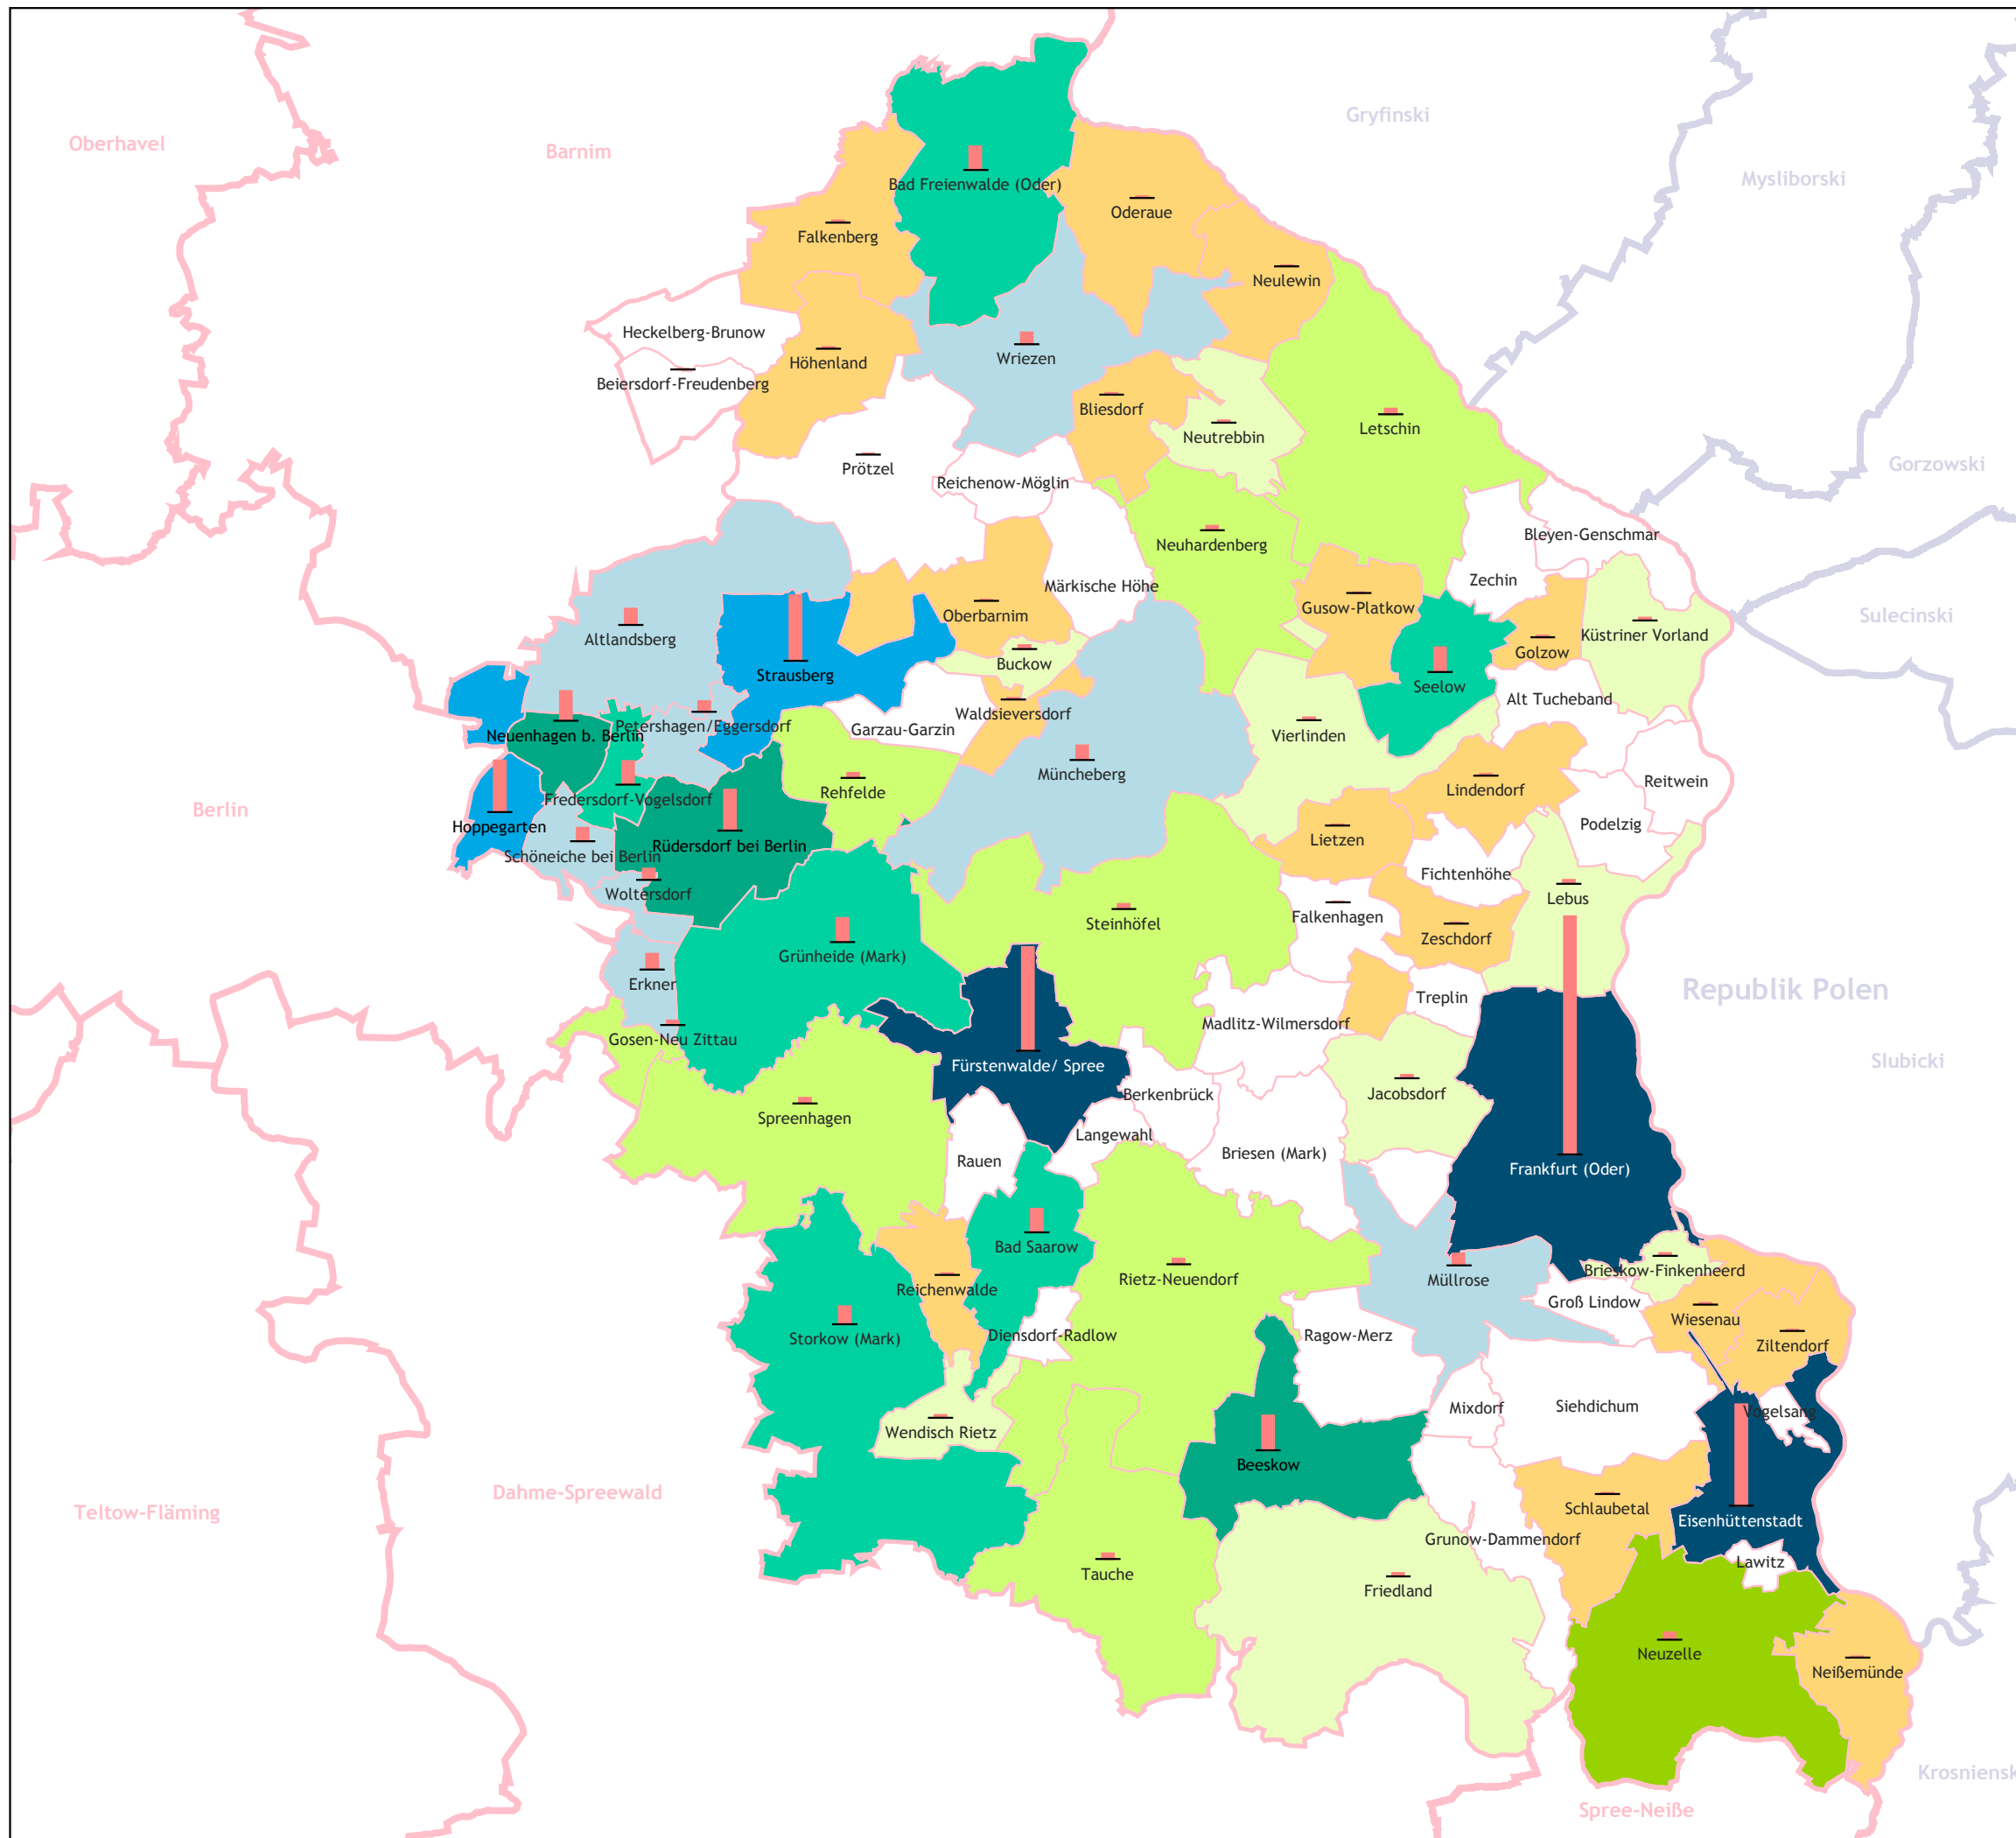 Gryfinski
Oberhavel
Barnim
Mysliborski
Bad Freienwalde (Oder)
Oderaue
Falkenberg
Neulewin
Heckelberg-Brunow
Wriezen
Höhenland
Beiersdorf-Freudenberg
Bliesdorf
Letschin
Neutrebbin
Gorzowski
Prötzel
Reichenow-Möglin
Bleyen-Genschmar
Neuhardenberg
Zechin
Märkische Höhe
Gusow-Platkow
Oberbarnim
Sulecinski
Küstriner Vorland
Altlandsberg
Golzow
Buckow
Strausberg
Seelow
Alt Tucheband
Waldsieversdorf
Petershagen/Eggersdorf
Garzau-Garzin
Neuenhagen b. Berlin
Vierlinden
Müncheberg
Reitwein
Lindendorf
Rehfelde
Fredersdorf-Vogelsdorf
Berlin
Podelzig
Hoppegarten
Lietzen
Rüdersdorf bei Berlin
Schöneiche bei Berlin
Fichtenhöhe
Woltersdorf
Lebus
Falkenhagen
Steinhöfel
Zeschdorf
Grünheide (Mark)
Erkner
Republik Polen
Treplin
Madlitz-Wilmersdorf
Gosen-Neu Zittau
Slubicki
Fürstenwalde/ Spree
Jacobsdorf
Berkenbrück
Spreenhagen
Langewahl
Briesen (Mark)
Rauen
Frankfurt (Oder)
Bad Saarow
Brieskow-Finkenheerd
Rietz-Neuendorf
Müllrose
Reichenwalde
Groß Lindow
Wiesenau
Diensdorf-Radlow
Ragow-Merz
Storkow (Mark)
Ziltendorf
Siehdichum
Mixdorf
Vogelsang
Wendisch Rietz
Beeskow
Dahme-Spreewald
Schlaubetal
Teltow-Fläming
Eisenhüttenstadt
Grunow-Dammendorf
Lawitz
Tauche
Friedland
Neuzelle
Neißemünde
Krosniensk
Spree-Neiße